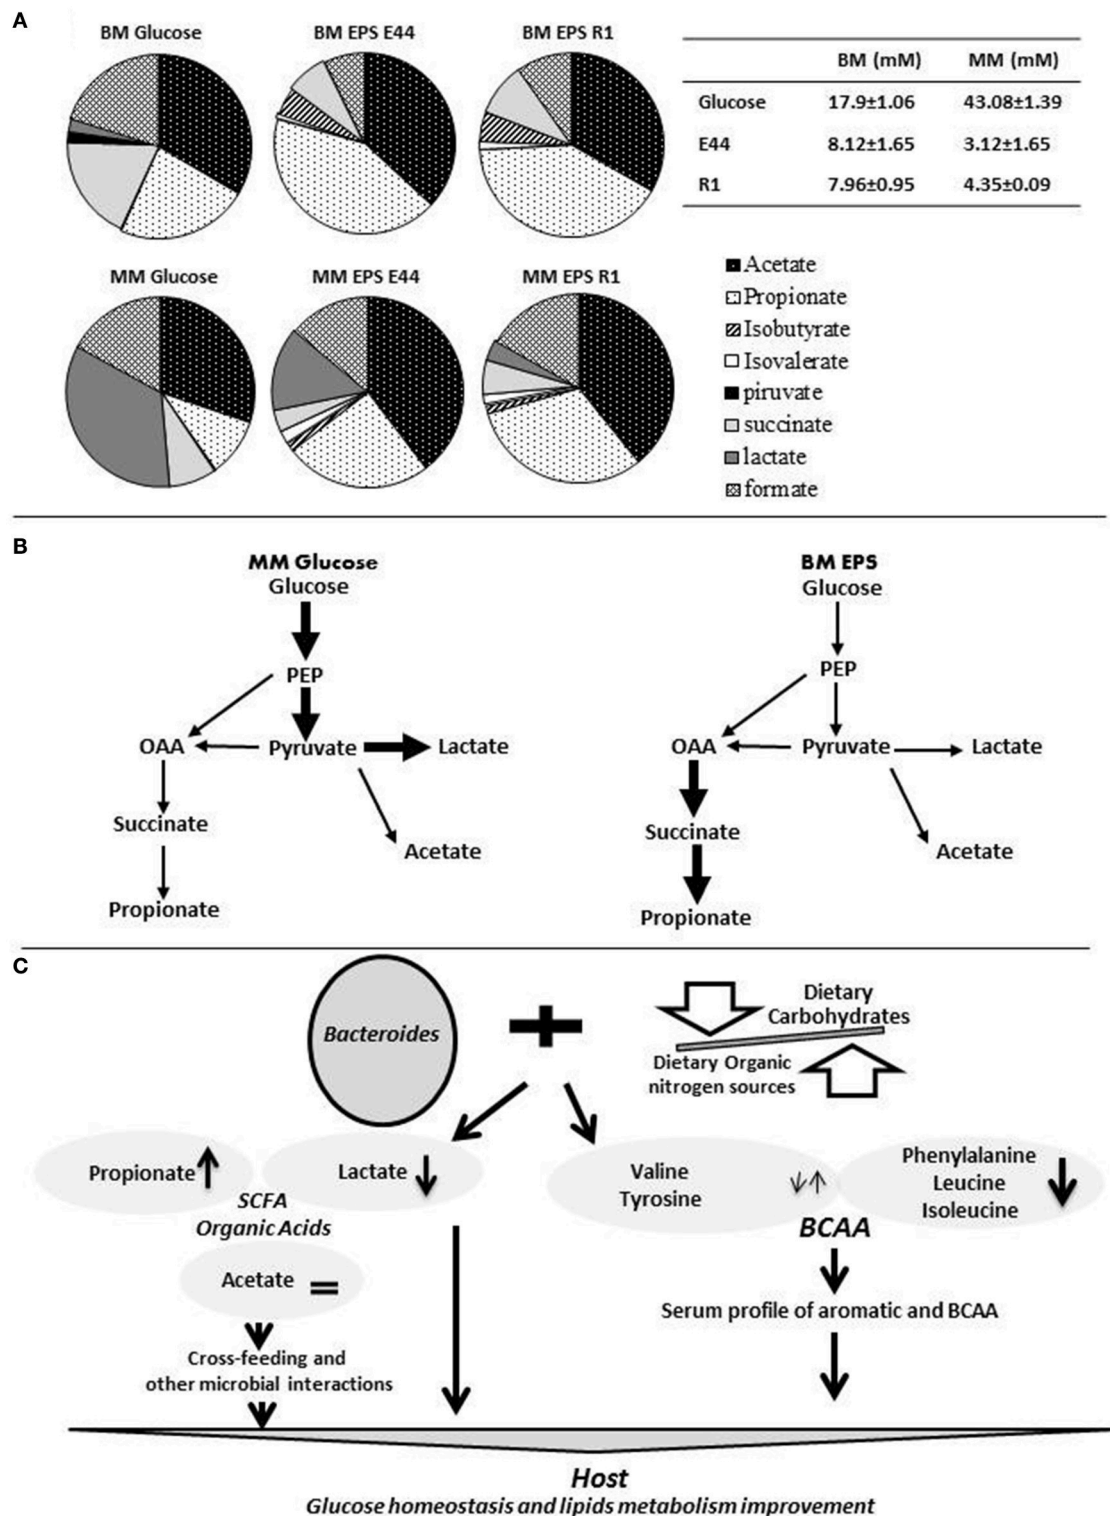 A
BM Glucose
BM EPS E44
BM EPS R1
BM (mM) MM (mM)
Glucose 17.9±1.06 43.08±1.39
E44 8.12±1.65 3.12±1.65
R1 7.96±0.95 4.35±0.09
MM Glucose
MM EPS E44
MM EPS R1
Acetate
Propionate
Isobutyrate
Isovalerate
piruvate
succinate
lactate
formate
B
MM Glucose
Glucose
PEP
OAA
Pyruvate
Lactate
Succinate
Acetate
Propionate
BM EPS
Glucose
PEP
OAA
Pyruvate
Lactate
Succinate
Acetate
Propionate
C
Bacteroides
Dietary
Carbohydrates
Dietary Organic
nitrogen sources
Propionate
Lactate
SCFA
Organic Acids
Acetate
Cross-feeding and
other microbial interactions
Valine
Tyrosine
Phenylalanine
Leucine
Isoleucine
BCAA
Serum profile of aromatic and BCAA
Host
Glucose homeostasis and lipids metabolism improvement